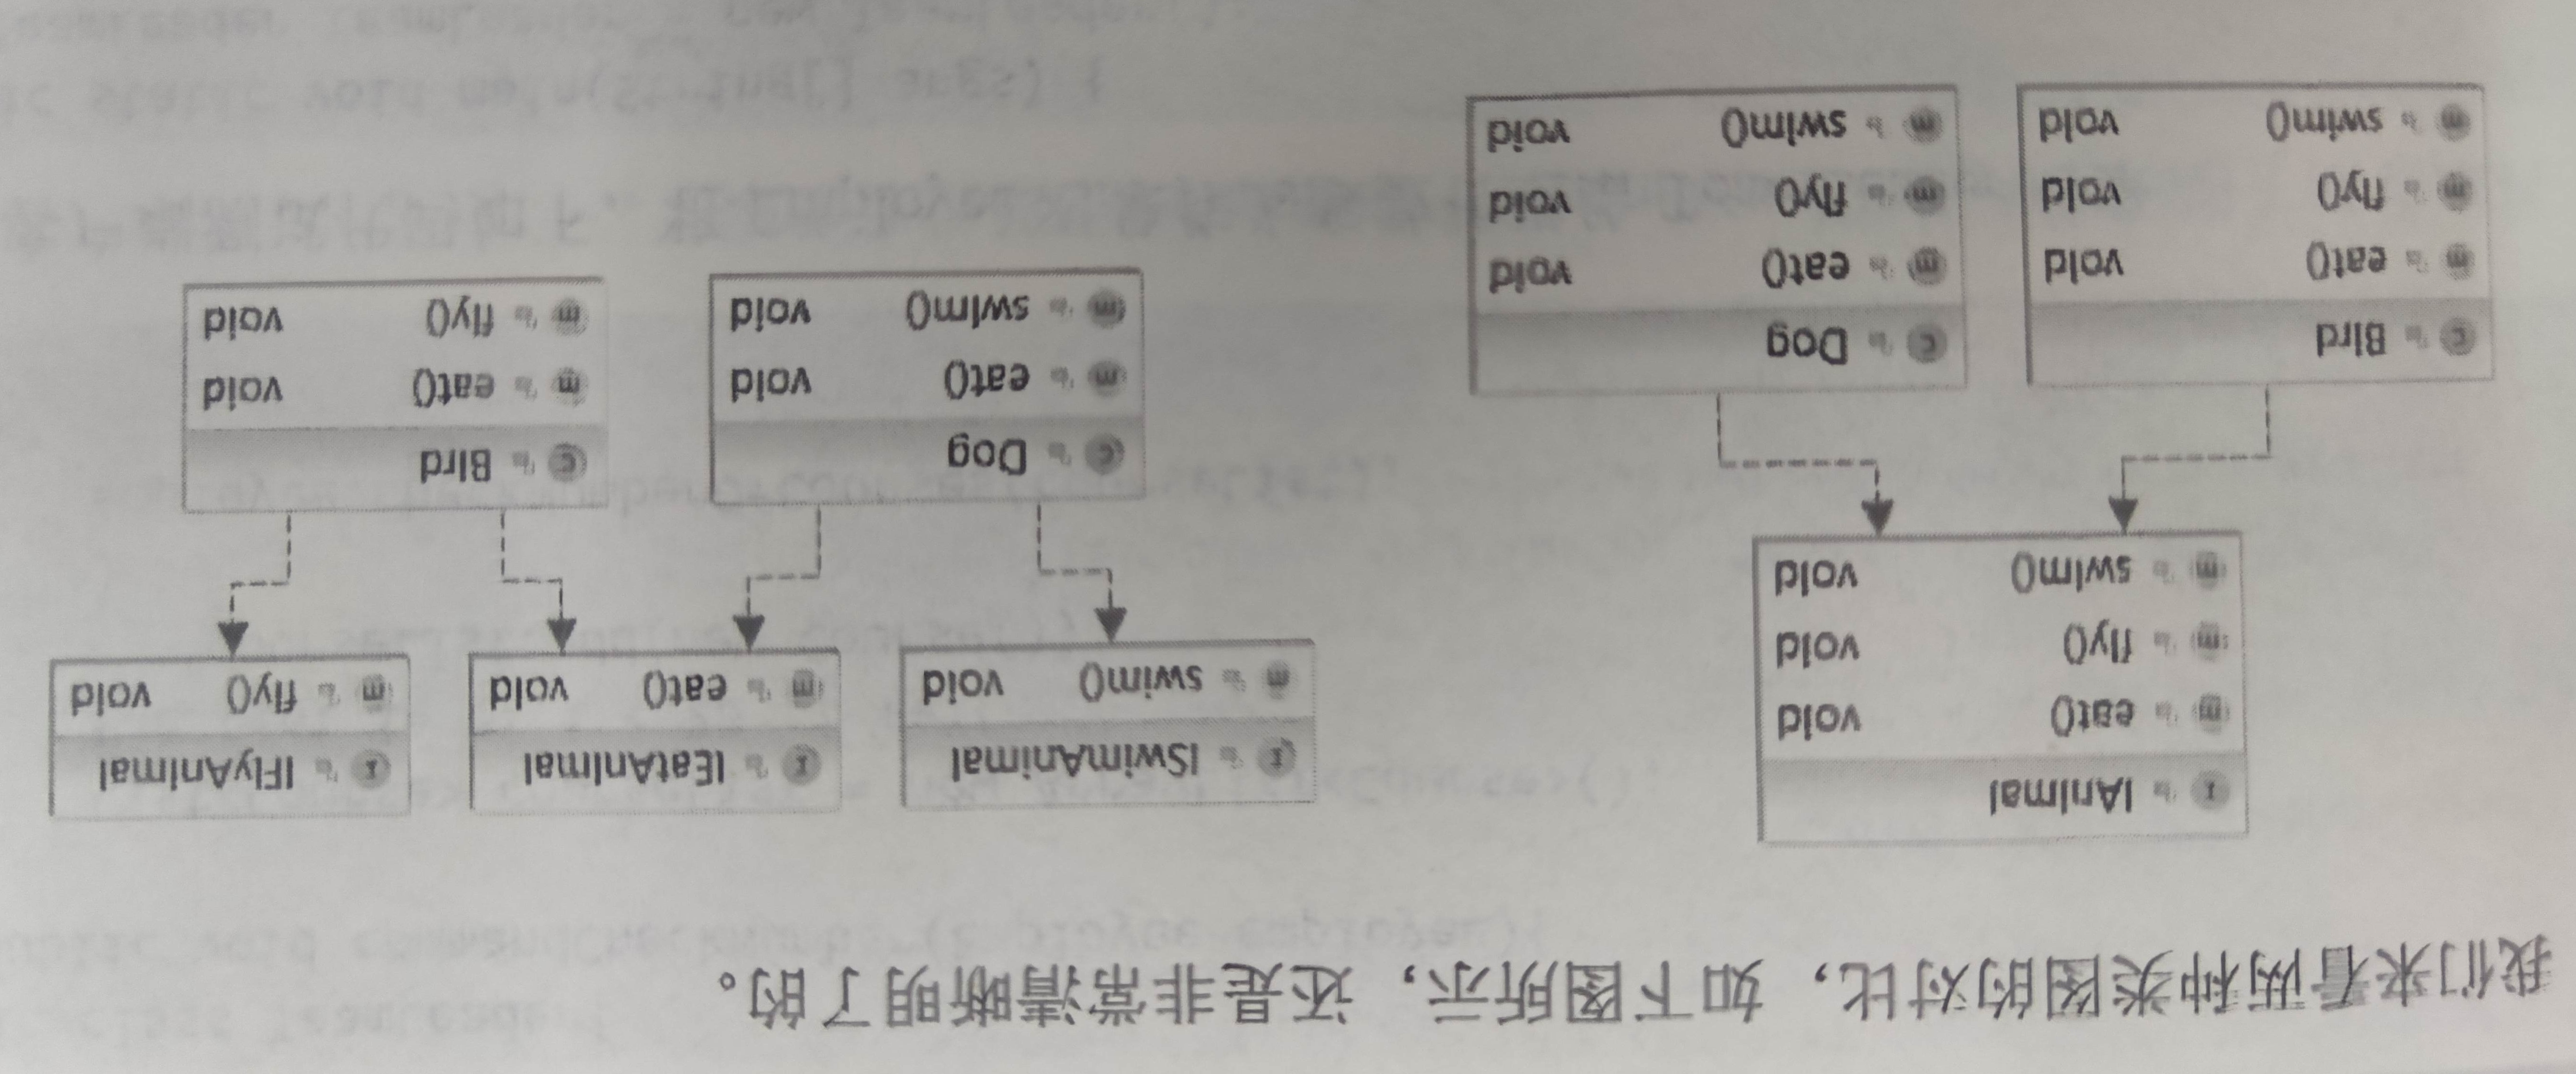 我们来看两种类图的对比，如下图所示，还是非常清晰明了的。
IAnimal
eat() void
fly() void
swim() void
Bird
eat() void
fly() void
swim() void
Dog
eat() void
fly() void
swim() void
ISwimAnimal
swim() void
IEatAnimal
eat() void
IFlyAnimal
fly() void
Dog
eat() void
swim() void
Bird
eat() void
fly() void